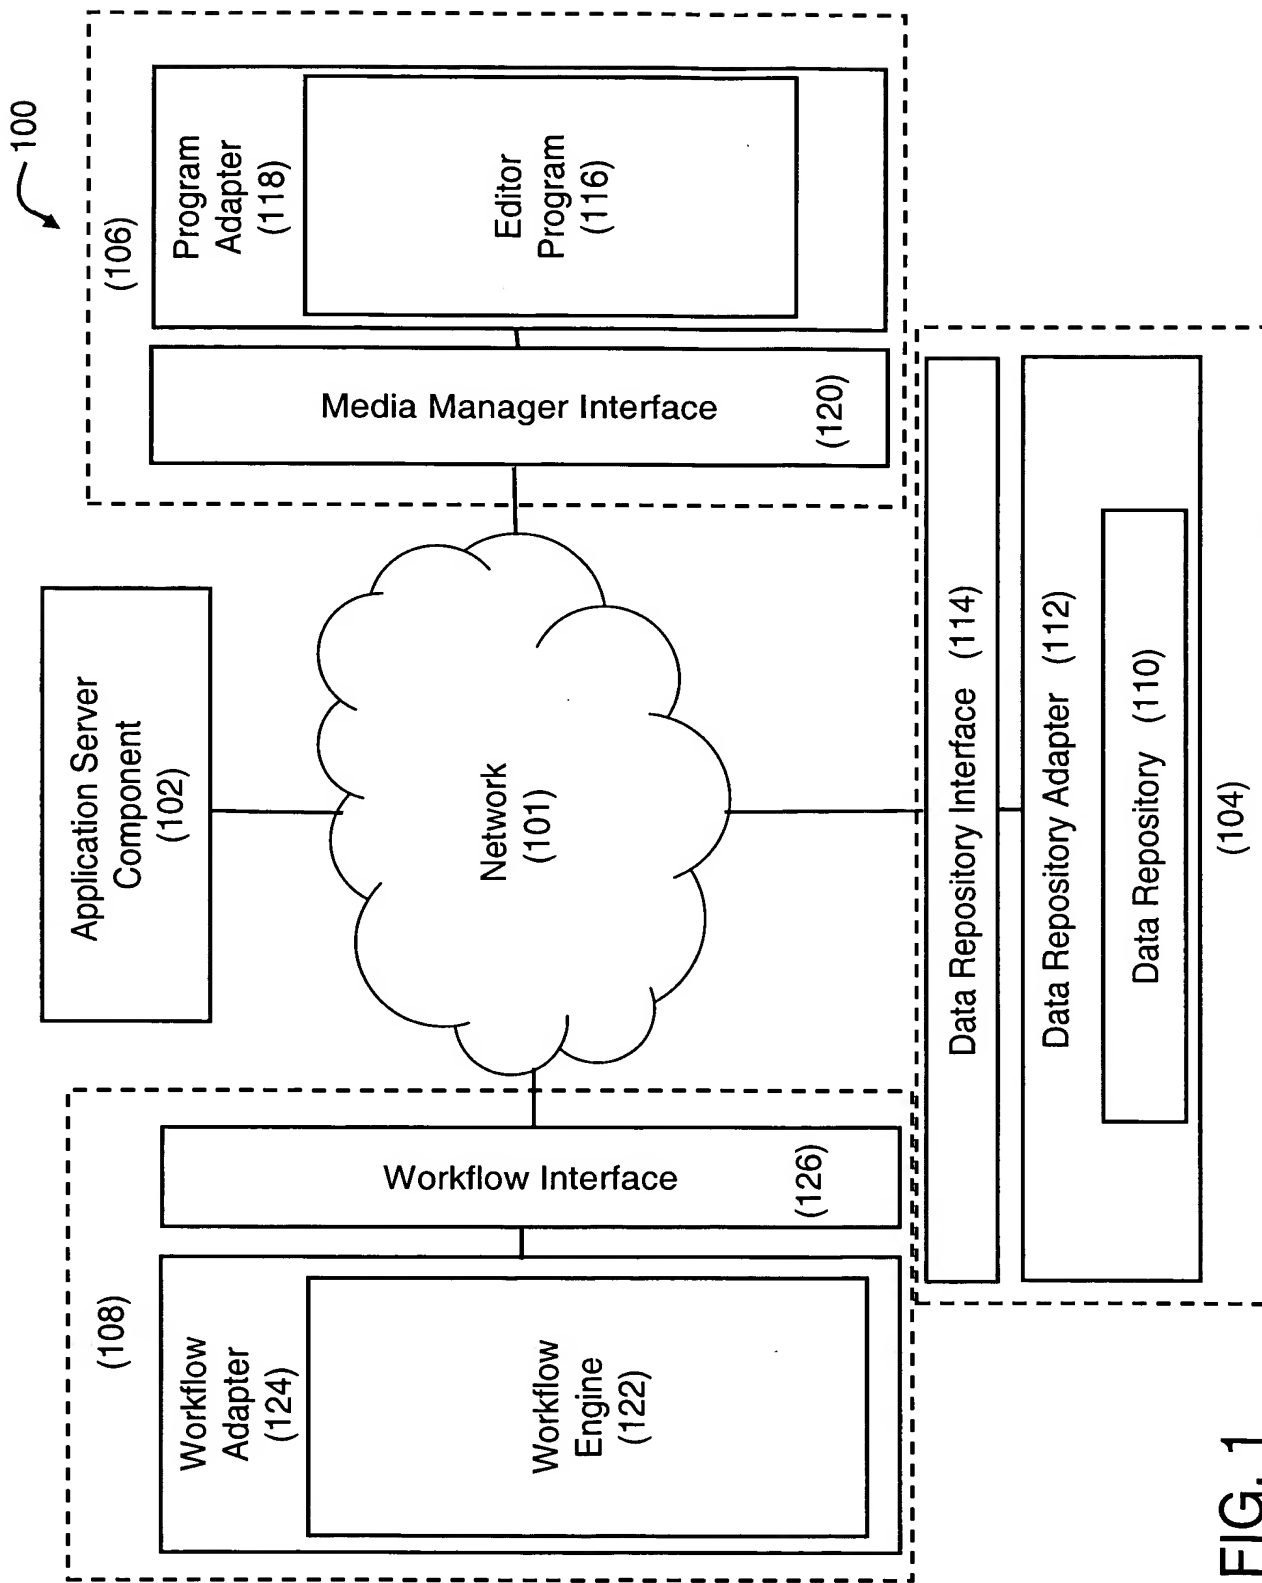 100
Application Server
Component
(102)
(108)
Workflow
Adapter
(124)
Workflow
Engine
(122)
Workflow Interface
(126)
Network
(101)
(106)
Program
Adapter
(118)
Editor
Program
(116)
Media Manager Interface
(120)
Data Repository Interface (114)
Data Repository Adapter (112)
Data Repository (110)
(104)
FIG. 1